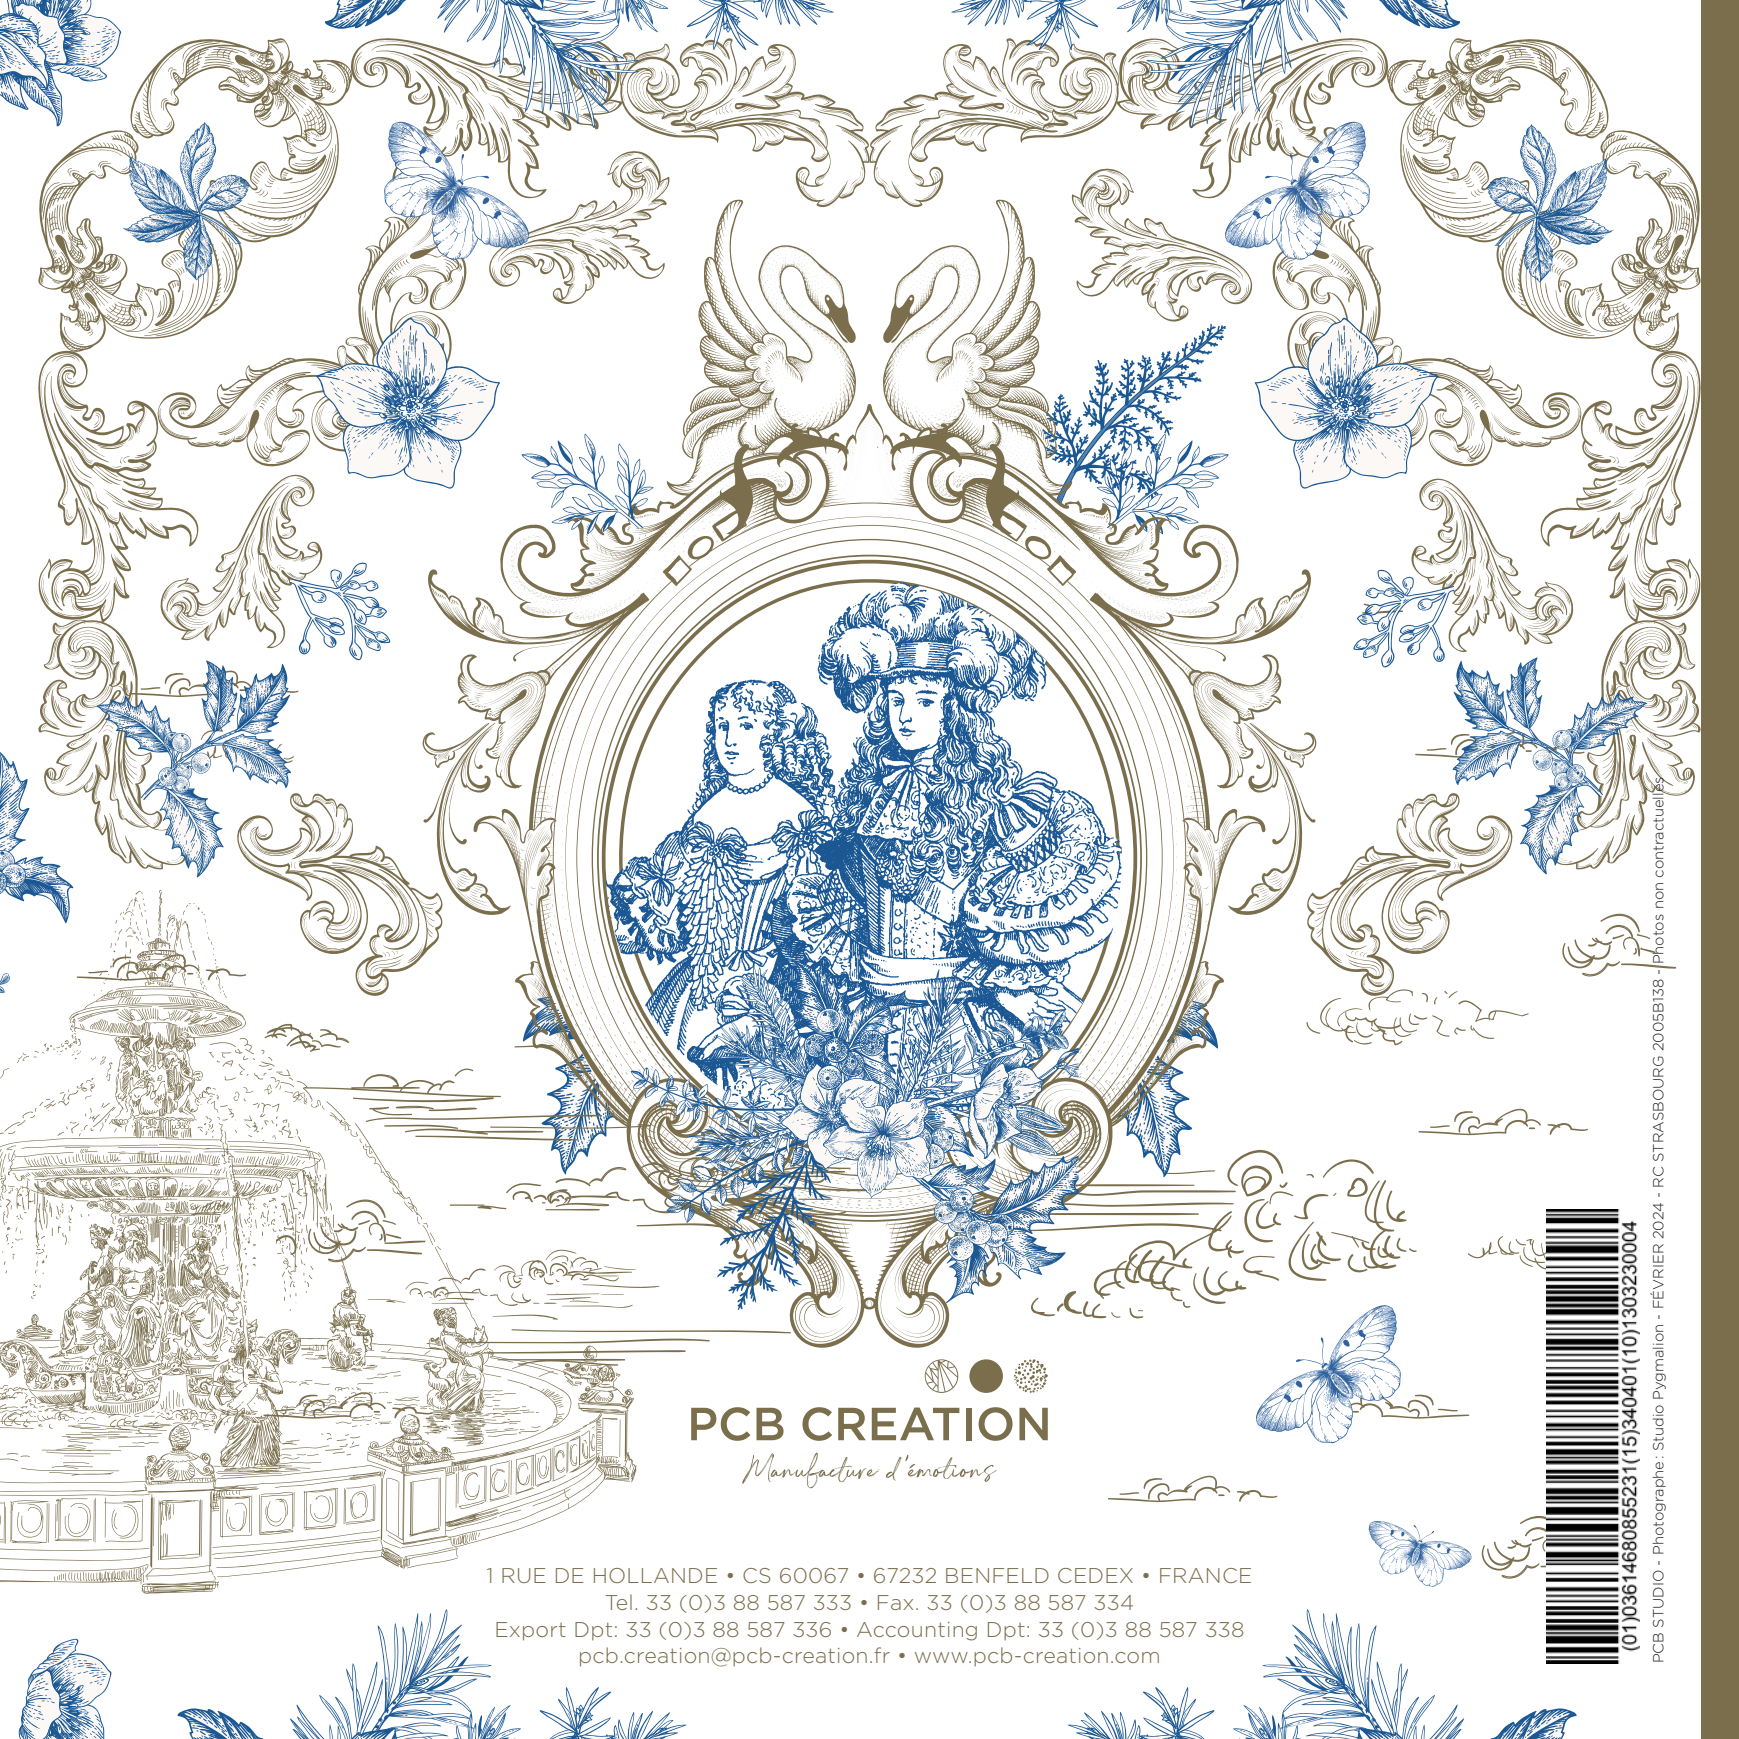 PCB CREATION
Manufacture d'émotions
1 RUE DE HOLLANDE • CS 60067 • 67232 BENFELD CEDEX • FRANCE
Tel. 33 (0)3 88 587 333 • Fax. 33 (0)3 88 587 334
Export Dpt: 33 (0)3 88 587 336 • Accounting Dpt: 33 (0)3 88 587 338
pcb.creation@pcb-creation.fr • www.pcb-creation.com
(01)03614680855231(15)340401(10)1303230004
PCB STUDIO - Photographe: Studio Pygmalion - FÉVRIER 2024 - RC STRASBOURG 2005B138 - Photos non contractuelles